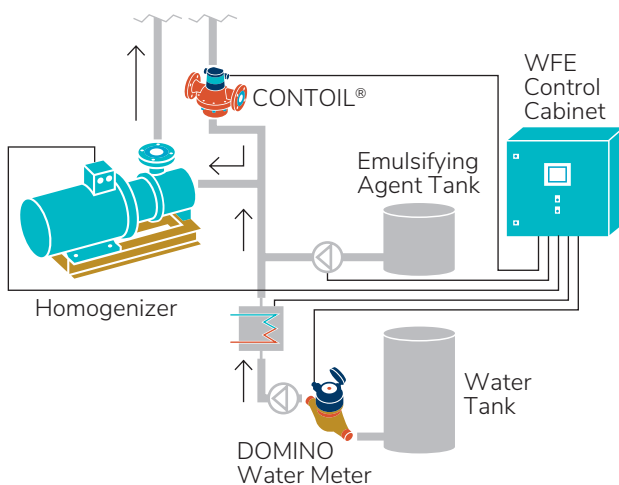 CONTOIL®
WFE
Control
Cabinet
Emulsifying
Agent Tank
Homogenizer
Water
Tank
DOMINO
Water Meter